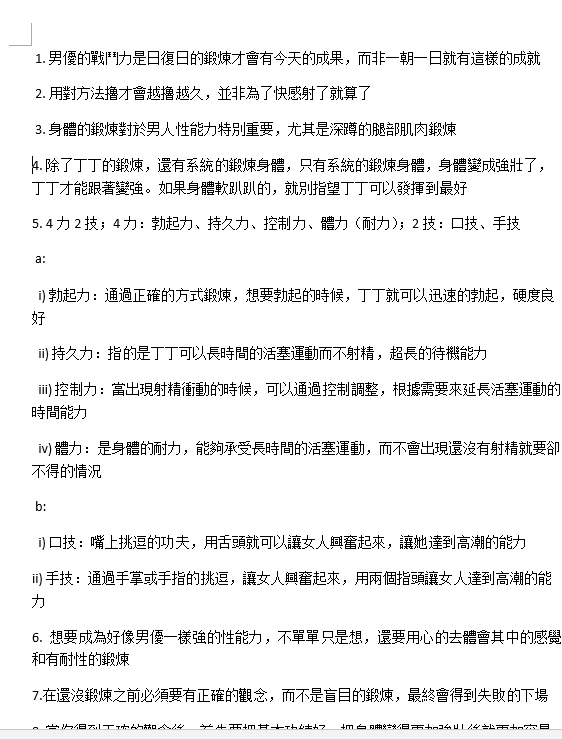 1. 男優的戰鬥力是日復日的鍛煉才會有今天的成果，而非一朝一日就有這樣的成就
2. 用對方法擼才會越擼越久，並非為了快感射了就算了
3. 身體的鍛煉對於男人性能力特別重要，尤其是深蹲的腿部肌肉鍛煉
4. 除了丁丁的鍛煉，還有系統的鍛煉身體，只有系統的鍛煉身體，身體變成強壯了，
丁丁才能跟著變強。如果身體軟趴趴的，就別指望丁丁可以發揮到最好
5. 4 力 2 技；4 力：勃起力、持久力、控制力、體力（耐力）；2 技：口技、手技
a:
i) 勃起力：通過正確的方式鍛煉，想要勃起的時候，丁丁就可以迅速的勃起，硬度良
好
ii) 持久力：指的是丁丁可以長時間的活塞運動而不射精，超長的待機能力
iii) 控制力：當出現射精衝動的時候，可以通過控制調整，根據需要來延長活塞運動的
時間能力
iv) 體力：是身體的耐力，能夠承受長時間的活塞運動，而不會出現還沒有射精就要卻
不得的情況
b:
i) 口技：嘴上挑逗的功夫，用舌頭就可以讓女人興奮起來，讓她達到高潮的能力
ii) 手技：通過手掌或手指的挑逗，讓女人興奮起來，用兩個指頭讓女人達到高潮的能
力
6. 想要成為好像男優一樣強的性能力，不單單只是想，還要用心的去體會其中的感覺
和有耐性的鍛煉
7.在還沒鍛煉之前必須要有正確的觀念，而不是盲目的鍛煉，最終會得到失敗的下場